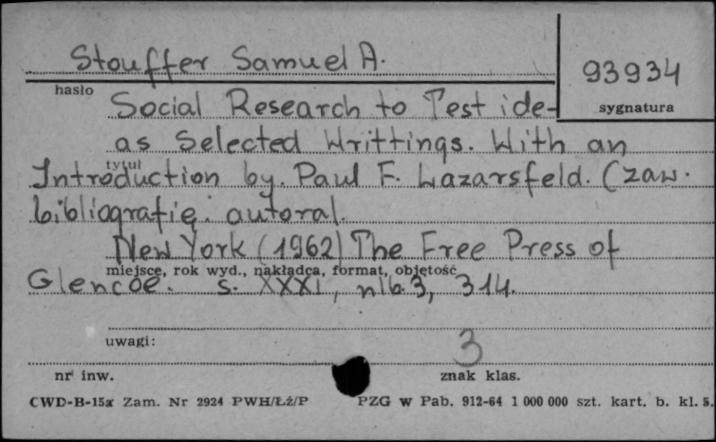 Stouffer Samuel A.
93934
hasło
sygnatura
Social Research to Test ide-
as Selected Writtings. With an
tytuł
Introduction by. Paul F. Lazarsfeld. (zaw.
bibliografię. autoral.
New York (1962) The Free Press of
miejsce, rok wyd., nakładca, format, objętość
Glencoe. s. XXXI, nlb.3, 314.
uwagi:
3
nr inw.
znak klas.
CWD-B-15x Zam. Nr 2924 PWH/Łż/P PZG w Pab. 912-64 1 000 000 szt. kart. b. kl. 5.